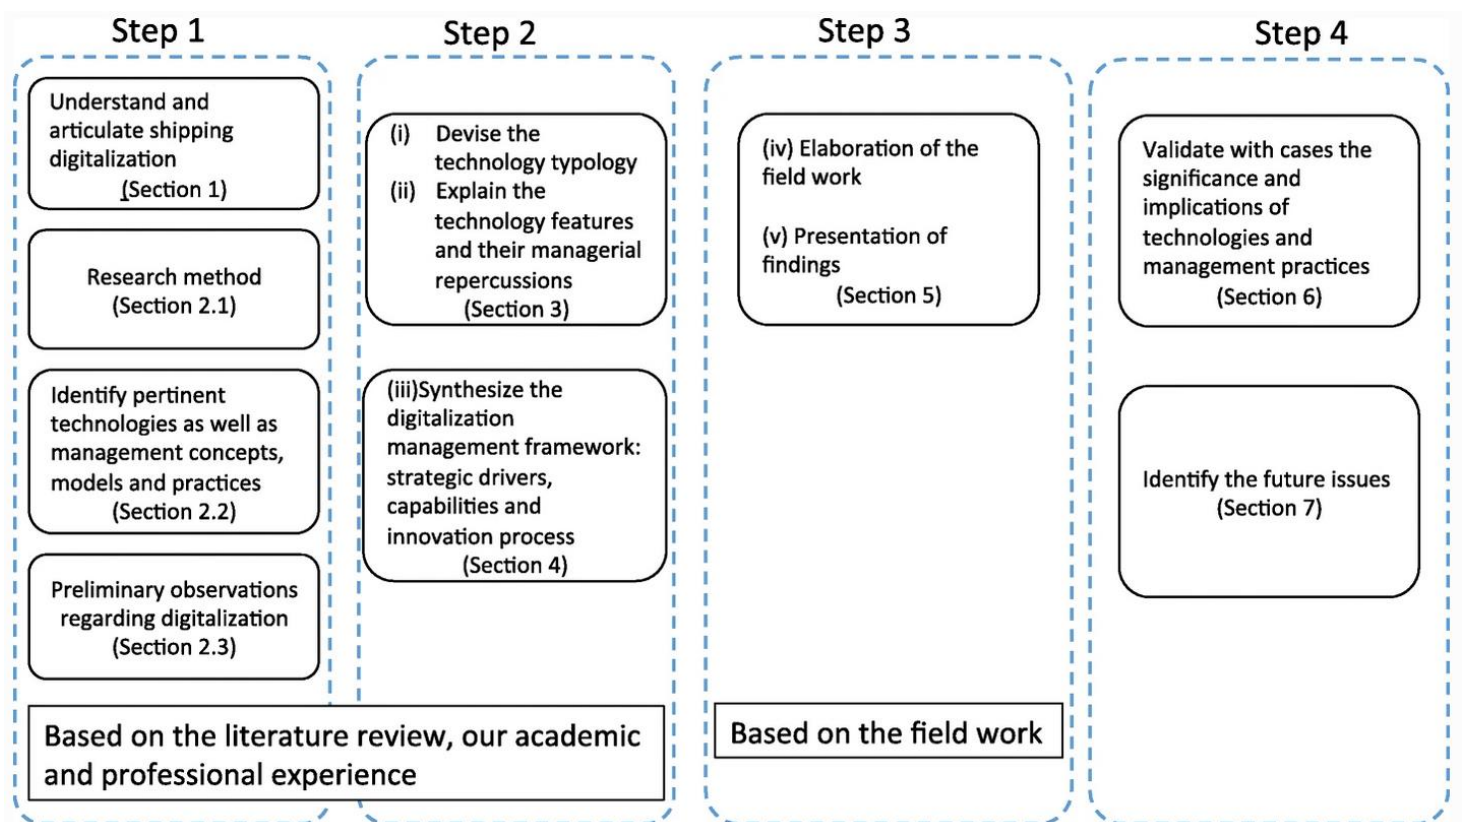 Step 1
Understand and
articulate shipping
digitalization
(Section 1)
Research method
(Section 2.1)
Identify pertinent
technologies as well as
management concepts,
models and practices
(Section 2.2)
Preliminary observations
regarding digitalization
(Section 2.3)
Step 2
(i) Devise the
technology typology
(ii) Explain the
technology features
and their managerial
repercussions
(Section 3)
(iii)Synthesize the
digitalization
management framework:
strategic drivers,
capabilities and
innovation process
(Section 4)
Based on the literature review, our academic
and professional experience
Step 3
(iv) Elaboration of the
field work
(v) Presentation of
findings
(Section 5)
Based on the field work
Step 4
Validate with cases the
significance and
implications of
technologies and
management practices
(Section 6)
Identify the future issues
(Section 7)